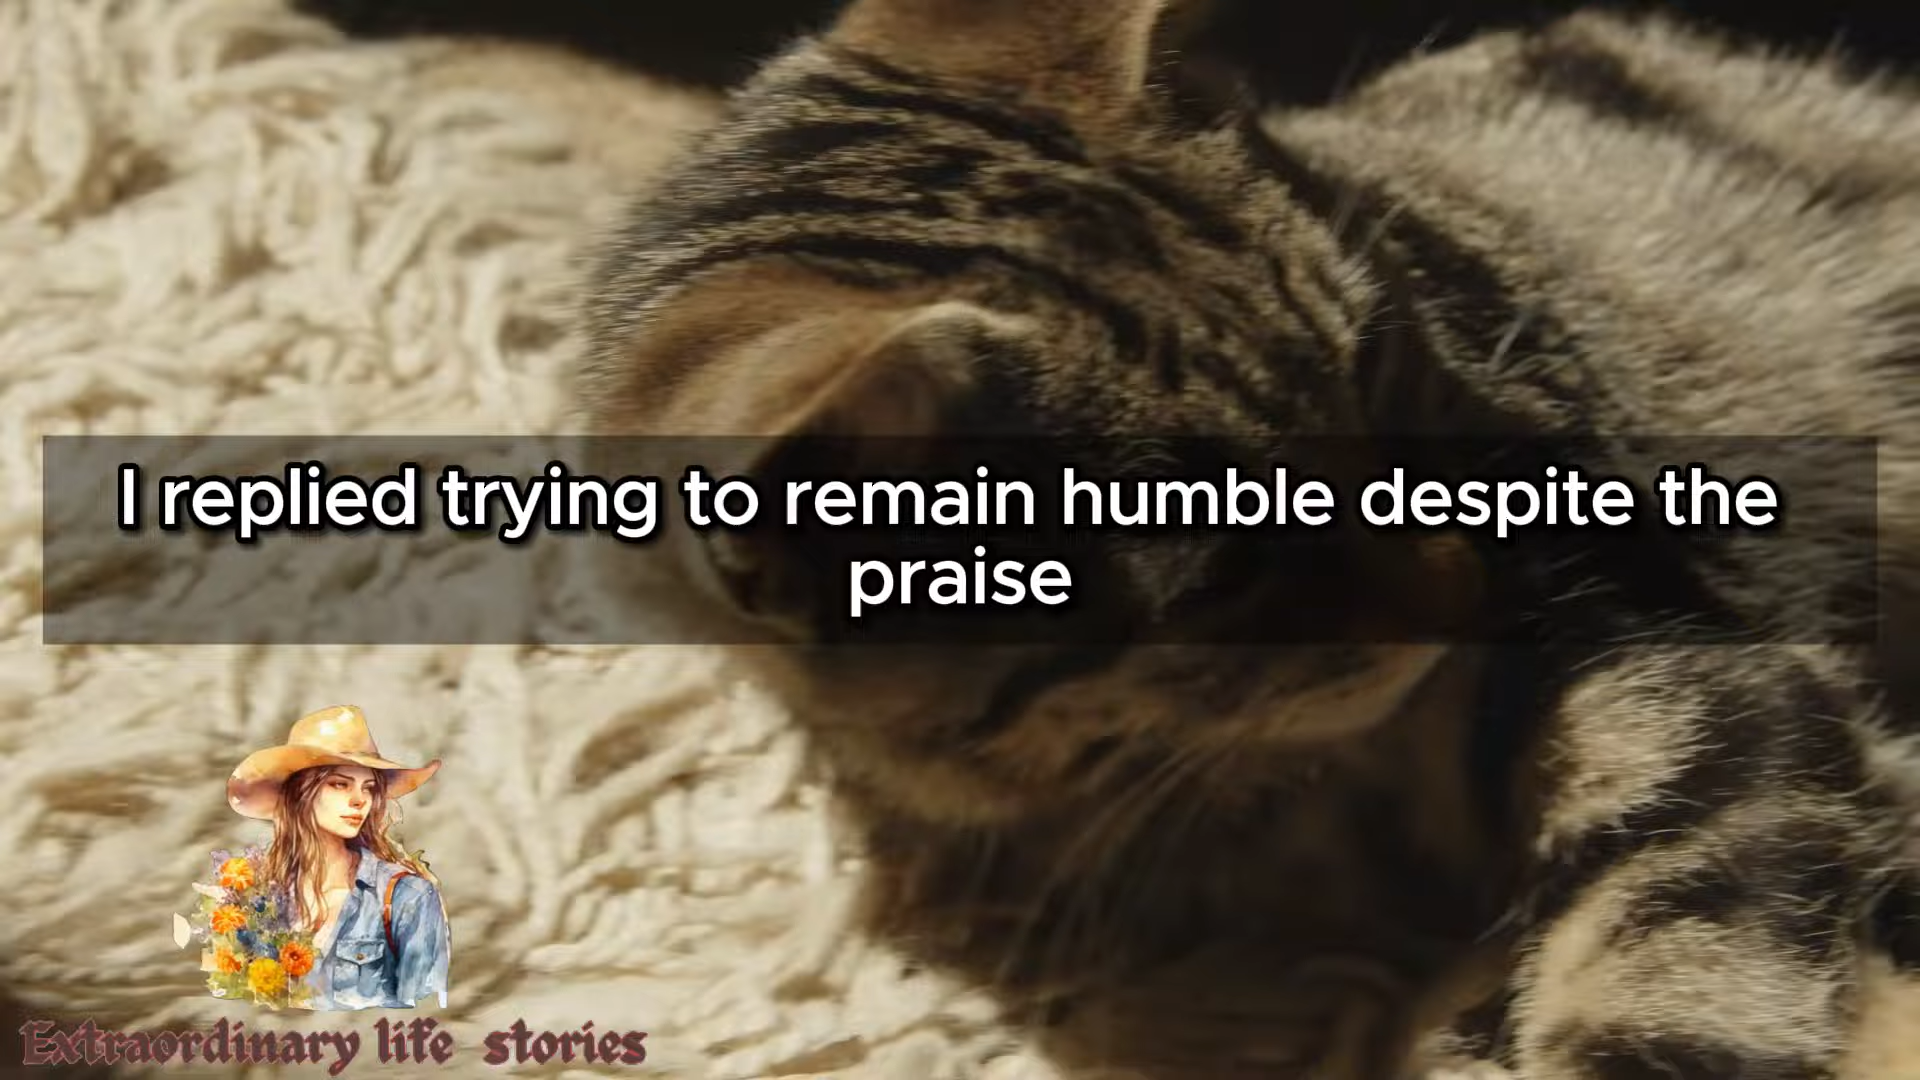 I replied trying to remain humble despite the
praise
Extraordinary life stories